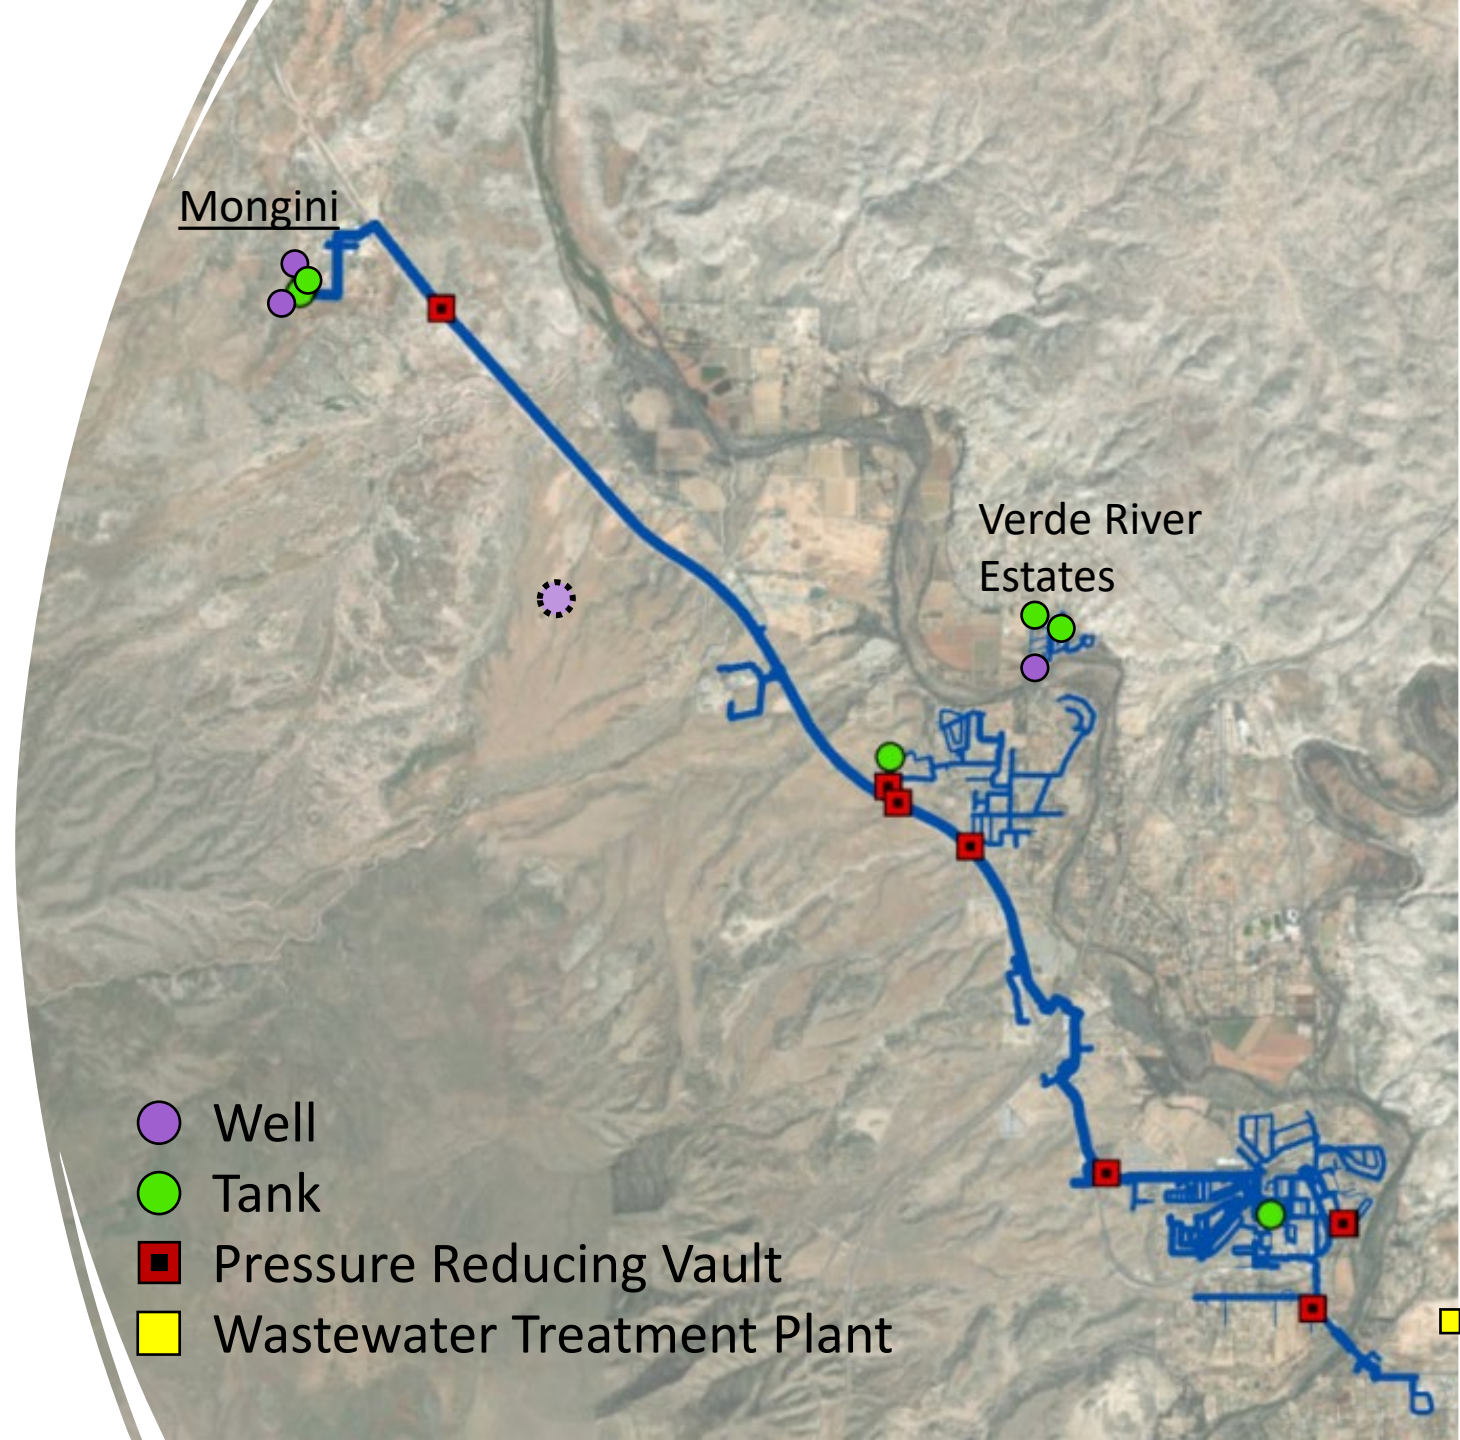 Mongini
Verde River
Estates
Well
Tank
Pressure Reducing Vault
Wastewater Treatment Plant